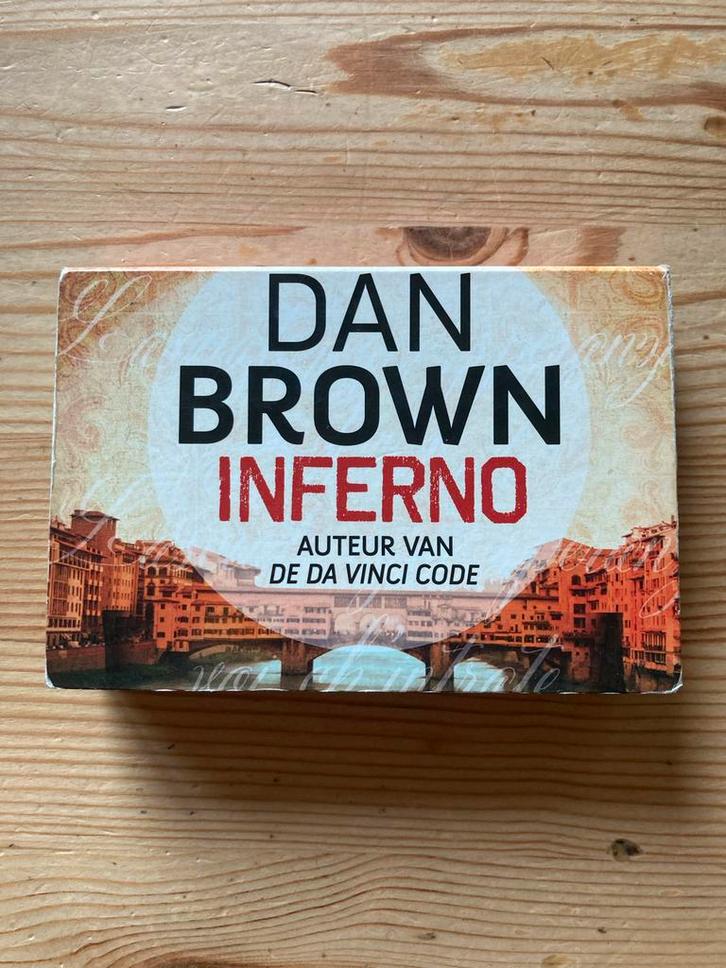 DAN
BROWN
INFERNO
AUTEUR VAN
DE DA VINCI CODE